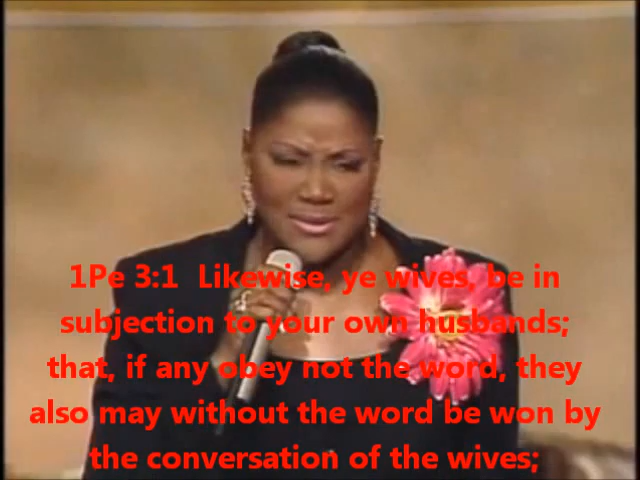 1Pe 3:1  Likewise, ye wives, be in
subjection to your own husbands;
that, if any obey not the word, they
also may without the word be won by
the conversation of the wives;